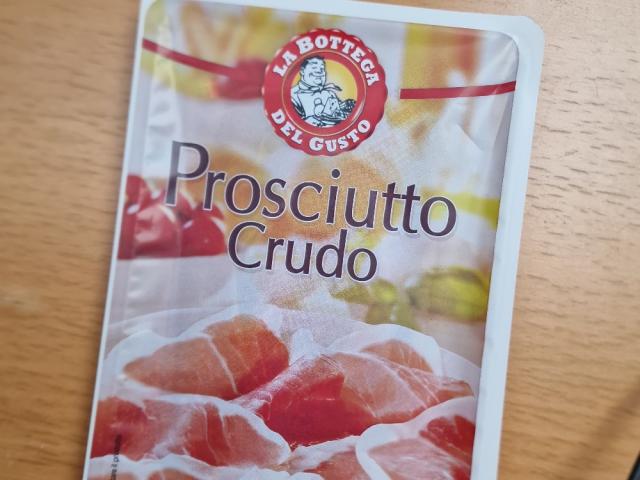 LA BOTTEGA
DEL GUSTO
Prosciutto
Crudo